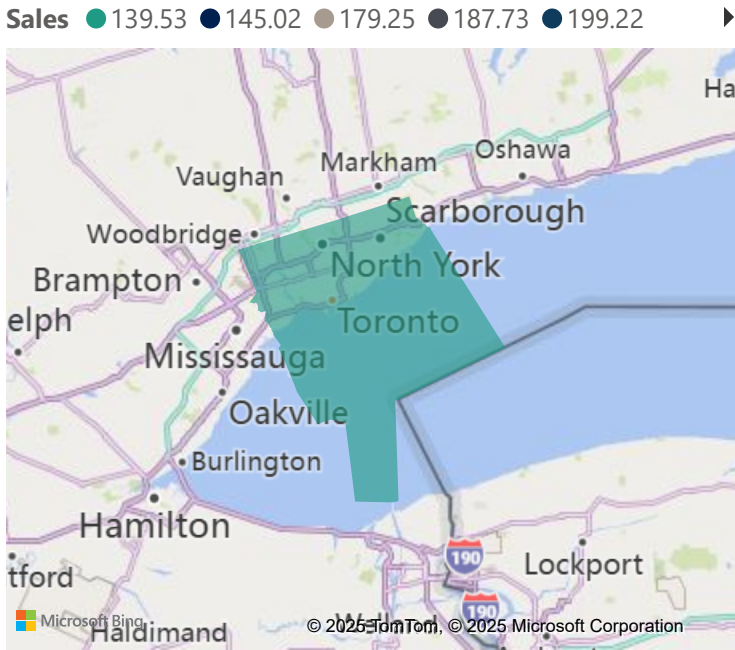 Sales 139.53 145.02 179.25 187.73 199.22
Ha
Oshawa
Markham
Vaughan
Scarborough
Woodbridge
North York
Brampton
elph
Toronto
Mississauga
Oakville
Burlington
Hamilton
190
Lockport
tford
190
Microsoft Bing
Haldimand
Welland
© 2025 TomTom, © 2025 Microsoft Corporation